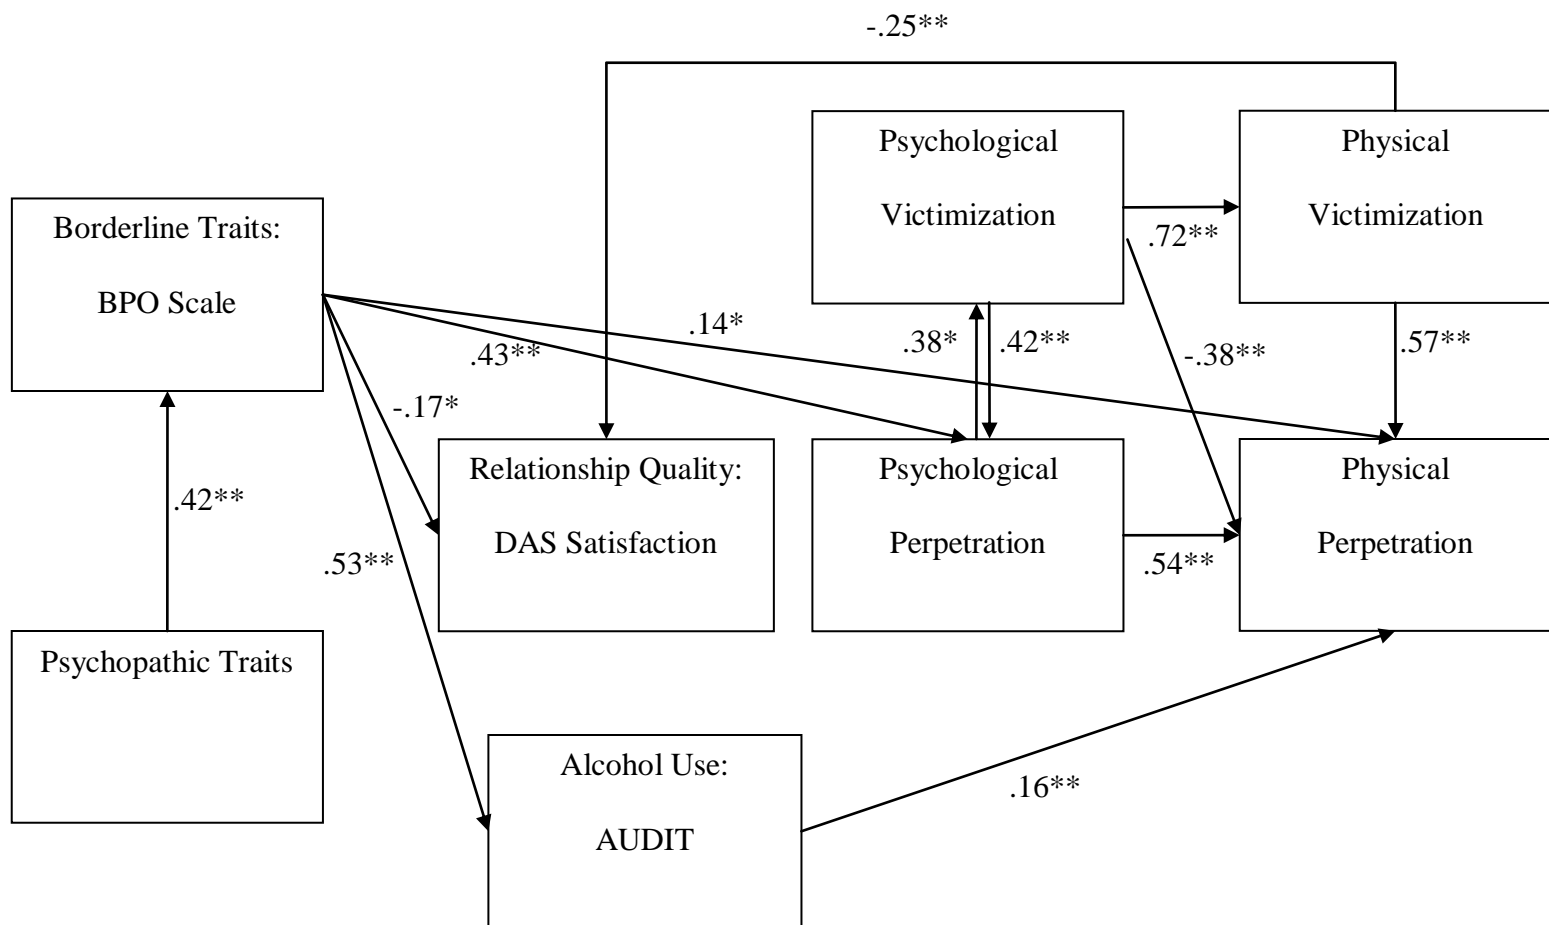 -.25**
Psychological
Victimization
Physical
Victimization
Borderline Traits:
BPO Scale
.72**
.14*
.43**
.38*
.42**
-.38**
.57**
-.17*
Relationship Quality:
DAS Satisfaction
Psychological
Perpetration
Physical
Perpetration
.42**
.53**
.54**
Psychopathic Traits
Alcohol Use:
AUDIT
.16**